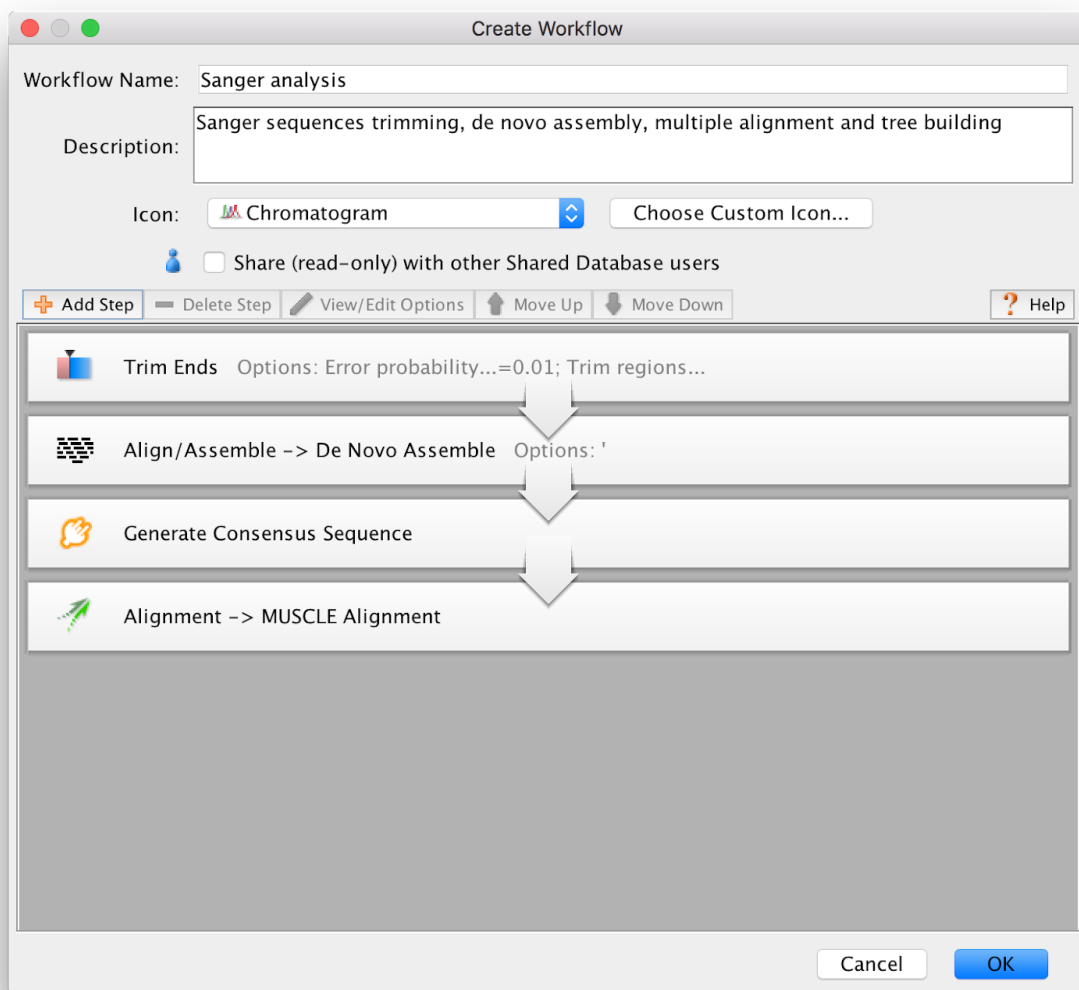 Create Workflow
Workflow Name: Sanger analysis
Description: Sanger sequences trimming, de novo assembly, multiple alignment and tree building
Icon: Chromatogram Choose Custom Icon...
Share (read-only) with other Shared Database users
Add Step Delete Step View/Edit Options Move Up Move Down ? Help
Trim Ends Options: Error probability...=0.01; Trim regions...
Align/Assemble -> De Novo Assemble Options: '
Generate Consensus Sequence
Alignment -> MUSCLE Alignment
Cancel OK